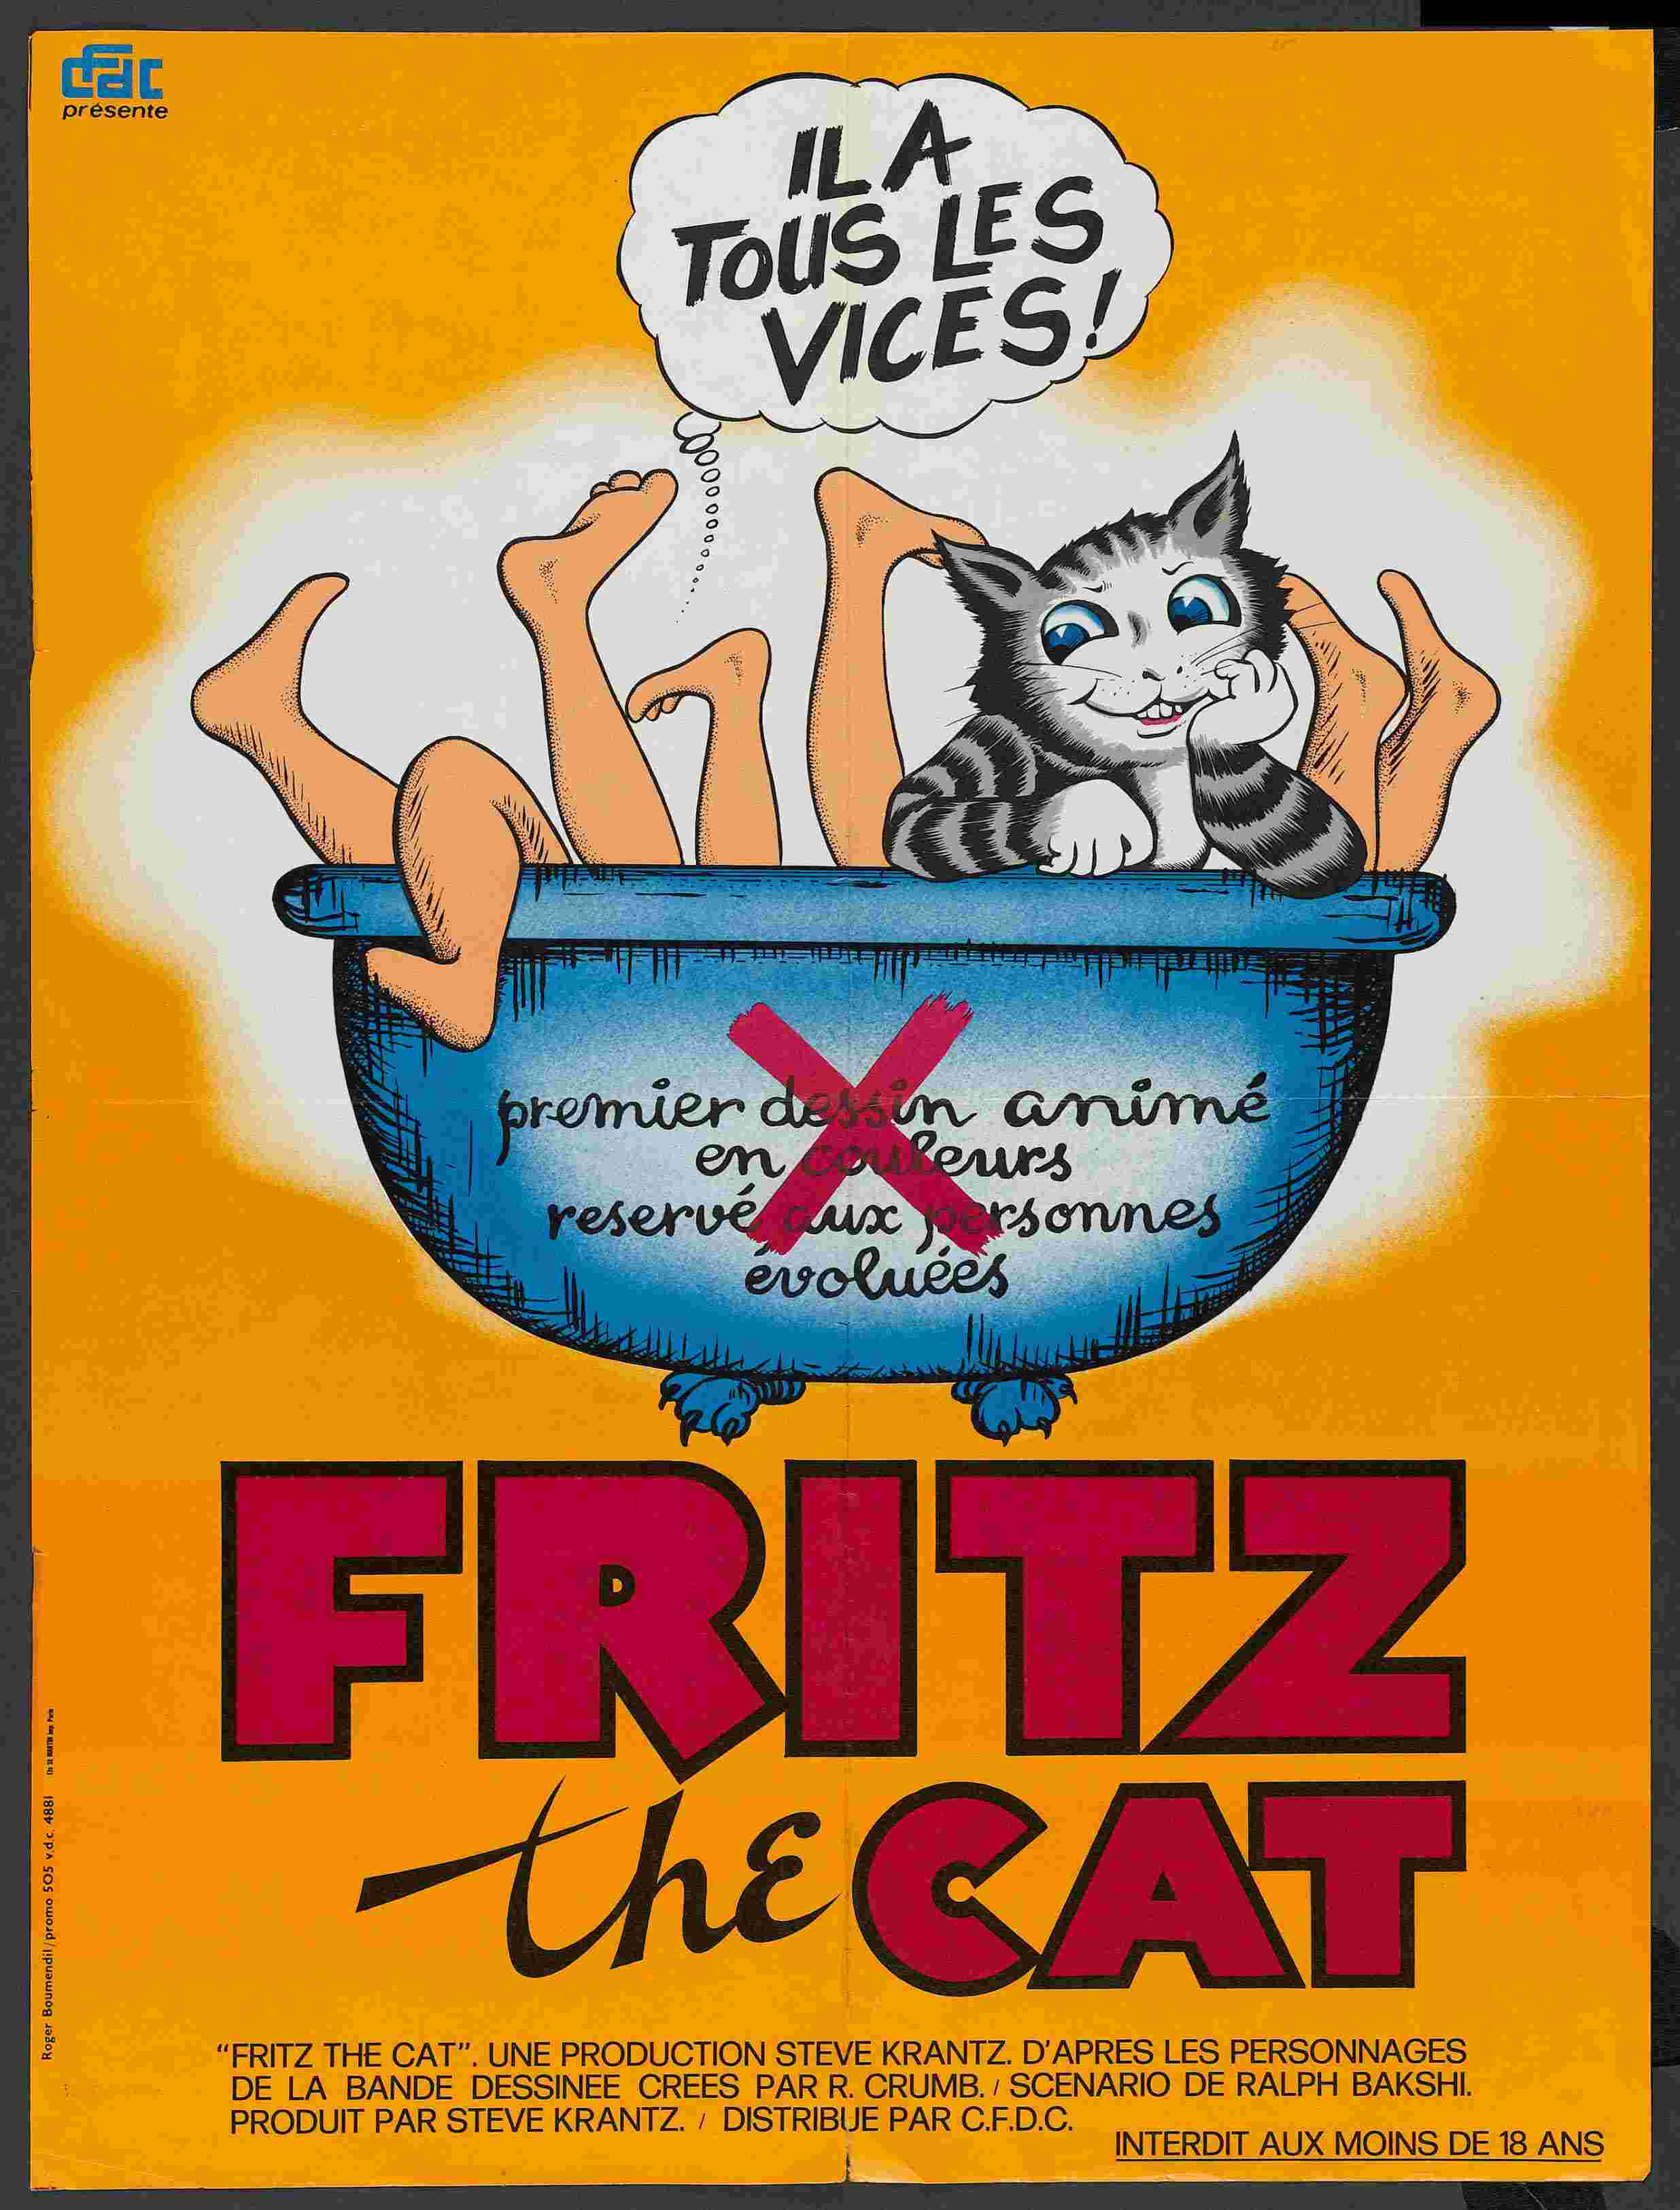 cfdc
présente
IL A
TOUS LES
VICES!
premier dessin animé
en couleurs
reservé aux personnes
évoluées
FRITZ
the CAT
"FRITZ THE CAT". UNE PRODUCTION STEVE KRANTZ. D'APRES LES PERSONNAGES
DE LA BANDE DESSINEE CREES PAR R. CRUMB. / SCENARIO DE RALPH BAKSHI.
PRODUIT PAR STEVE KRANTZ. / DISTRIBUE PAR C.F.D.C.
INTERDIT AUX MOINS DE 18 ANS
Roger Boumendil/promo 505 v.d.c. 4881